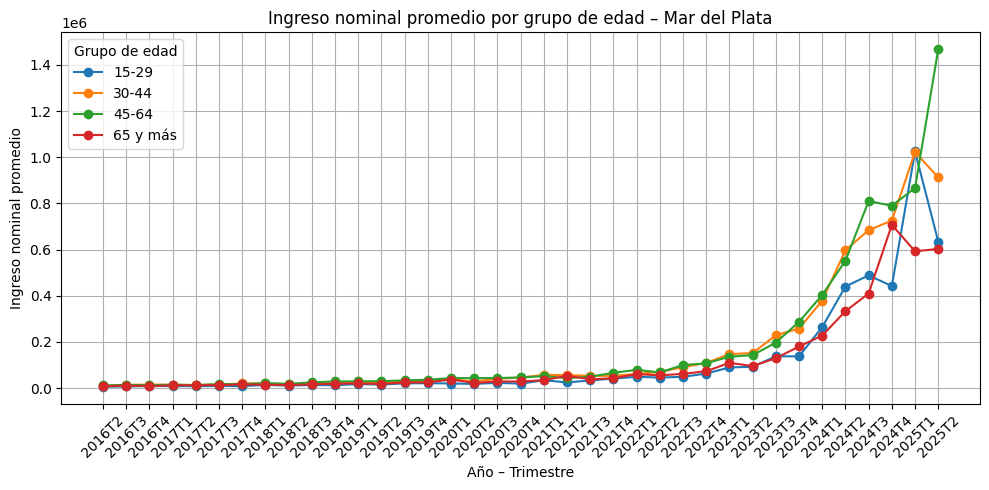 Ingreso nominal promedio por grupo de edad – Mar del Plata
1e6
Grupo de edad
15-29
30-44
45-64
65 y más
Ingreso nominal promedio
1.4
1.2
1.0
0.8
0.6
0.4
0.2
0.0
2016T2
2016T3
2016T4
2017T1
2017T2
2017T3
2017T4
2018T1
2018T2
2018T3
2018T4
2019T1
2019T2
2019T3
2019T4
2020T1
2020T2
2020T3
2020T4
2021T1
2021T2
2021T3
2021T4
2022T1
2022T2
2022T3
2022T4
2023T1
2023T2
2023T3
2023T4
2024T1
2024T2
2024T3
2024T4
2025T1
2025T2
Año – Trimestre